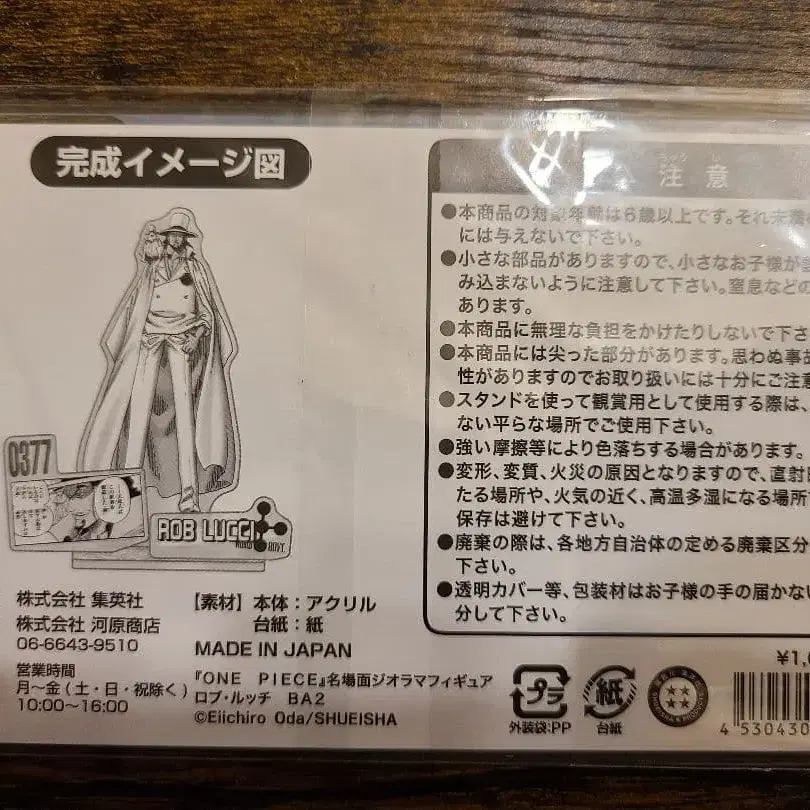 完成イメージ図
0377
ROB LUCCI
株式会社 集英社
株式会社 河原商店
06-6643-9510
営業時間
月～金(土・日・祝除く)
10:00～16:00
【素材】本体：アクリル
台紙：紙
MADE IN JAPAN
『ONE PIECE』名場面ジオラマフィギュア
ロブ・ルッチ BA2
©Eiichiro Oda/SHUEISHA
注意
●本商品の対象年齢は6歳以上です。それ未満
には与えないで下さい。
●小さな部品がありますので、小さなお子様が
み込まないように注意して下さい。窒息などの
あります。
●本商品に無理な負担をかけたりしないで下
●本商品には尖った部分があります。思わぬ事故
性がありますのでお取り扱いには十分にご注意
●スタンドを使って観賞用として使用する際は、
ない平らな場所でご使用下さい。
●強い摩擦等により色落ちする場合があります。
●変形、変質、火災の原因となりますので、直射
たる場所や、火気の近く、高温多湿になる場所
保存は避けて下さい。
●廃棄の際は、各地方自治体の定める廃棄区分
下さい。
●透明カバー等、包装材はお子様の手の届かな
分して下さい。
プラ
外装袋:PP
紙
台紙
4 530430